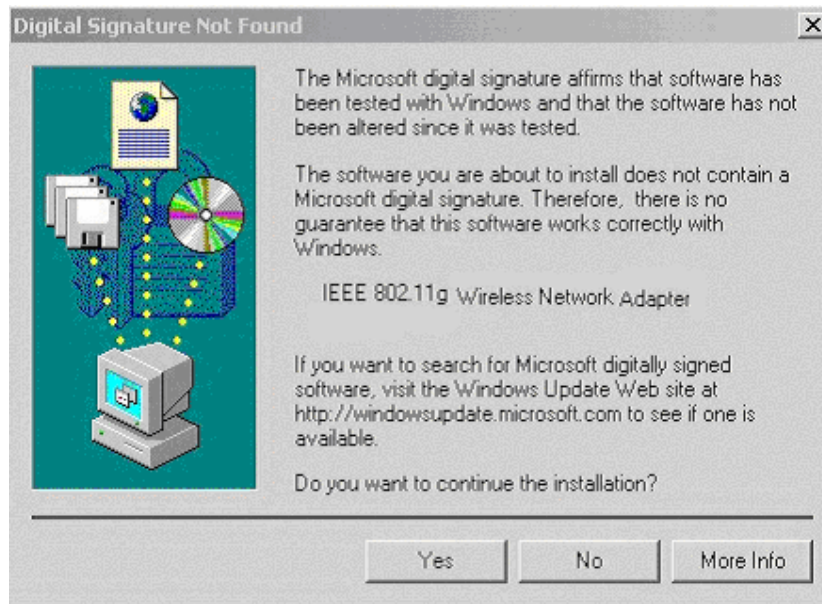 Digital Signature Not Found
The Microsoft digital signature affirms that software has
been tested with Windows and that the software has not
been altered since it was tested.
The software you are about to install does not contain a
Microsoft digital signature. Therefore, there is no
guarantee that this software works correctly with
Windows.
IEEE 802.11g Wireless Network Adapter
If you want to search for Microsoft digitally signed
software, visit the Windows Update Web site at
http://windowsupdate.microsoft.com to see if one is
available.
Do you want to continue the installation?
Yes No More Info